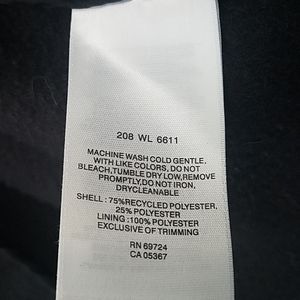 208 WL 6611
MACHINE WASH COLD GENTLE.
WITH LIKE COLORS, DO NOT
BLEACH,TUMBLE DRY LOW,REMOVE
PROMPTLY.DO NOT IRON,
DRYCLEANABLE
SHELL : 75%RECYCLED POLYESTER,
25% POLYESTER
LINING :100% POLYESTER
EXCLUSIVE OF TRIMMING
RN 69724
CA 05367